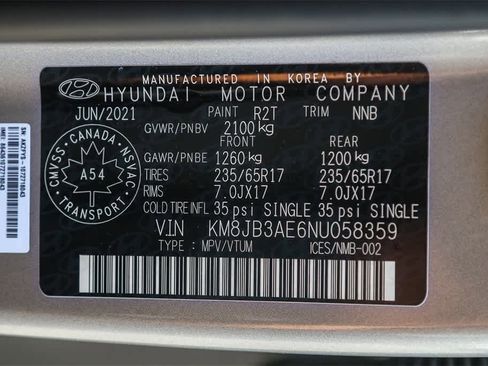 MANUFACTURED IN KOREA BY
HYUNDAI MOTOR COMPANY
JUN/2021 PAINT R2T TRIM NNB
GVWR/PNBV 2100 kg
FRONT REAR
GAWR/PNBE 1260 kg 1200 kg
TIRES 235/65R17 235/65R17
RIMS 7.0JX17 7.0JX17
COLD TIRE INFL 35 psi SINGLE 35 psi SINGLE
VIN KM8JB3AE6NU058359
TYPE : MPV/VTUM ICES/NMB-002
CMVSS - CANADA - NSVAC
A54
TRANSPORT